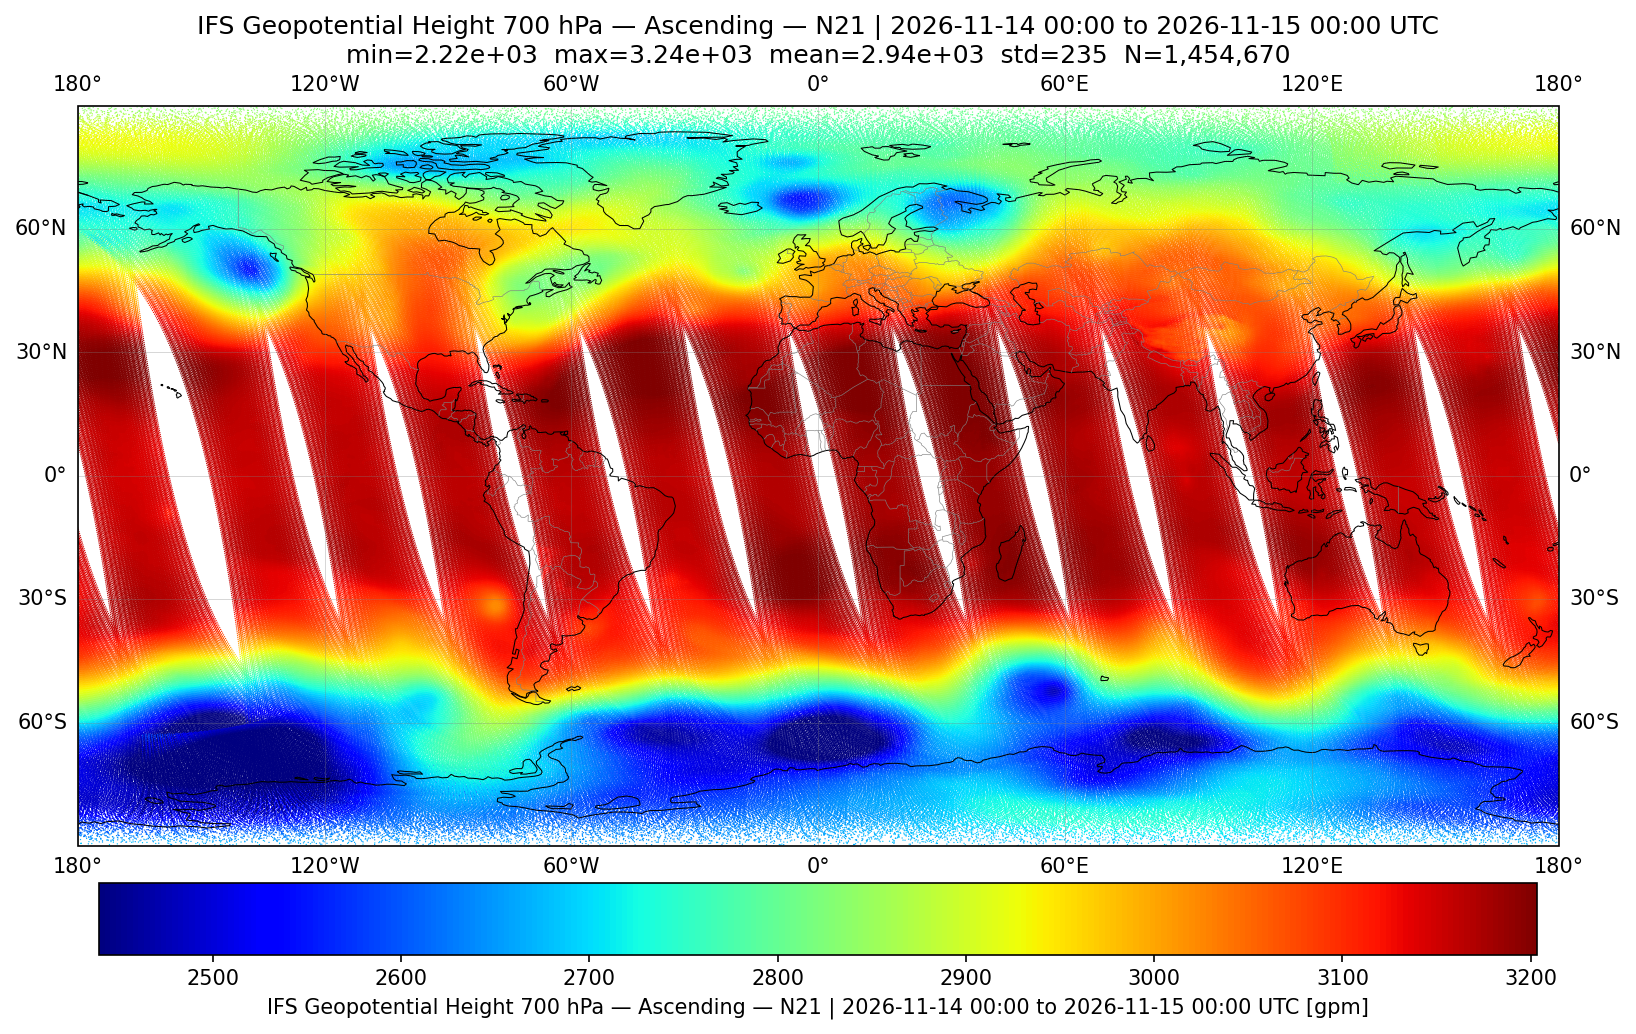 IFS Geopotential Height 700 hPa — Ascending — N21 | 2026-11-14 00:00 to 2026-11-15 00:00 UTC
min=2.22e+03 max=3.24e+03 mean=2.94e+03 std=235 N=1,454,670
180° 120°W 60°W 0° 60°E 120°E 180°
60°N 60°N
30°N 30°N
0° 0°
30°S 30°S
60°S 60°S
180° 120°W 60°W 0° 60°E 120°E 180°
2500 2600 2700 2800 2900 3000 3100 3200
IFS Geopotential Height 700 hPa — Ascending — N21 | 2026-11-14 00:00 to 2026-11-15 00:00 UTC [gpm]